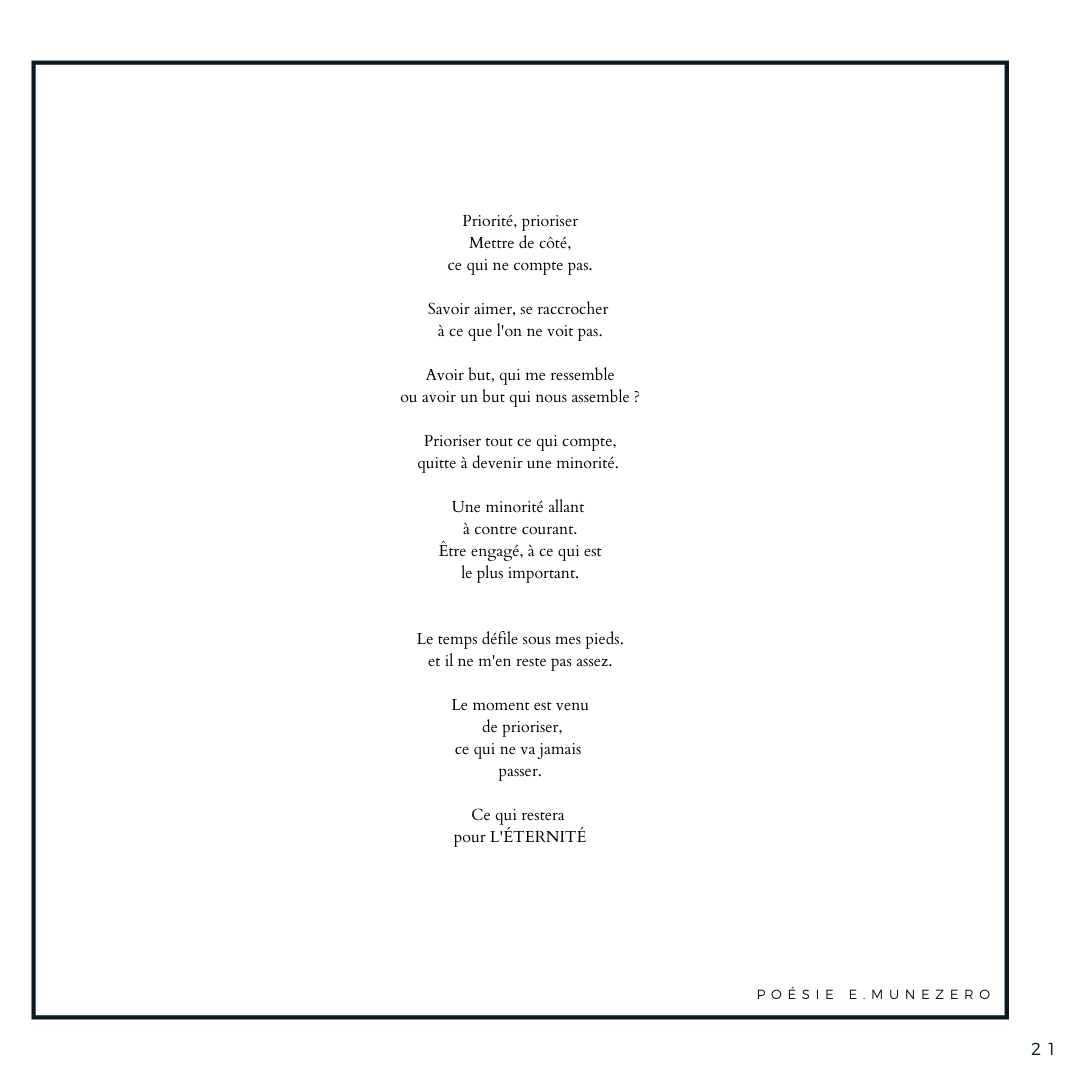 Priorité, prioriser
Mettre de côté,
ce qui ne compte pas.
Savoir aimer, se raccrocher
à ce que l'on ne voit pas.
Avoir but, qui me ressemble
ou avoir un but qui nous assemble ?
Prioriser tout ce qui compte,
quitte à devenir une minorité.
Une minorité allant
à contre courant.
Être engagé, à ce qui est
le plus important.
Le temps défile sous mes pieds.
et il ne m'en reste pas assez.
Le moment est venu
de prioriser,
ce qui ne va jamais
passer.
Ce qui restera
pour L'ÉTERNITÉ
POÉSIE E.MUNEZERO
21